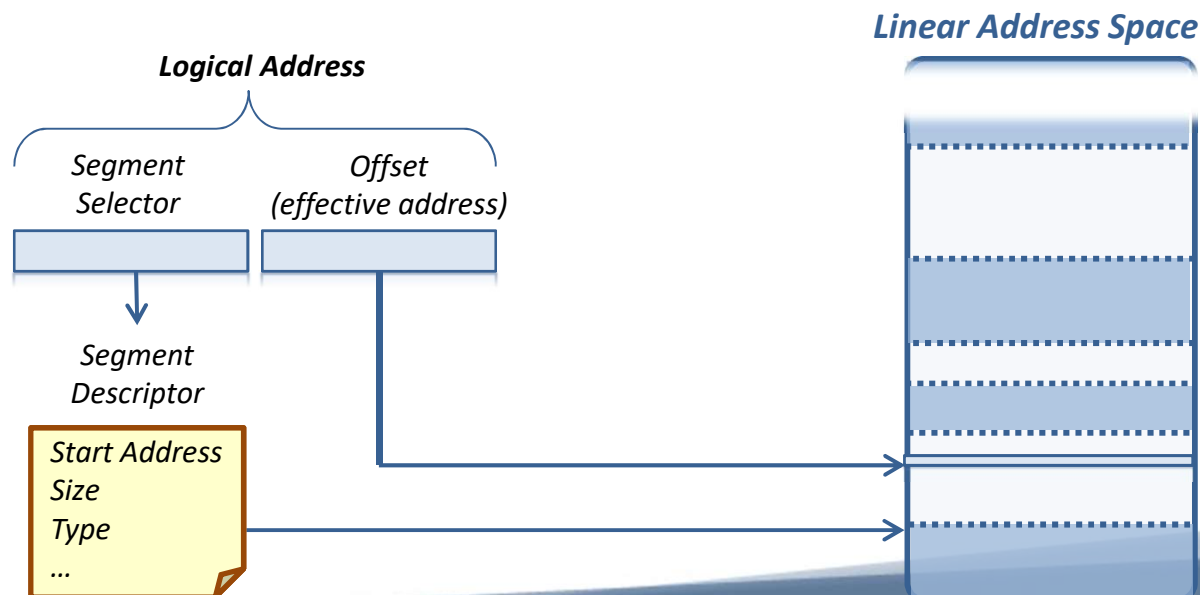 Linear Address Space
Logical Address
Segment
Selector
Offset
(effective address)
Segment
Descriptor
Start Address
Size
Type
…